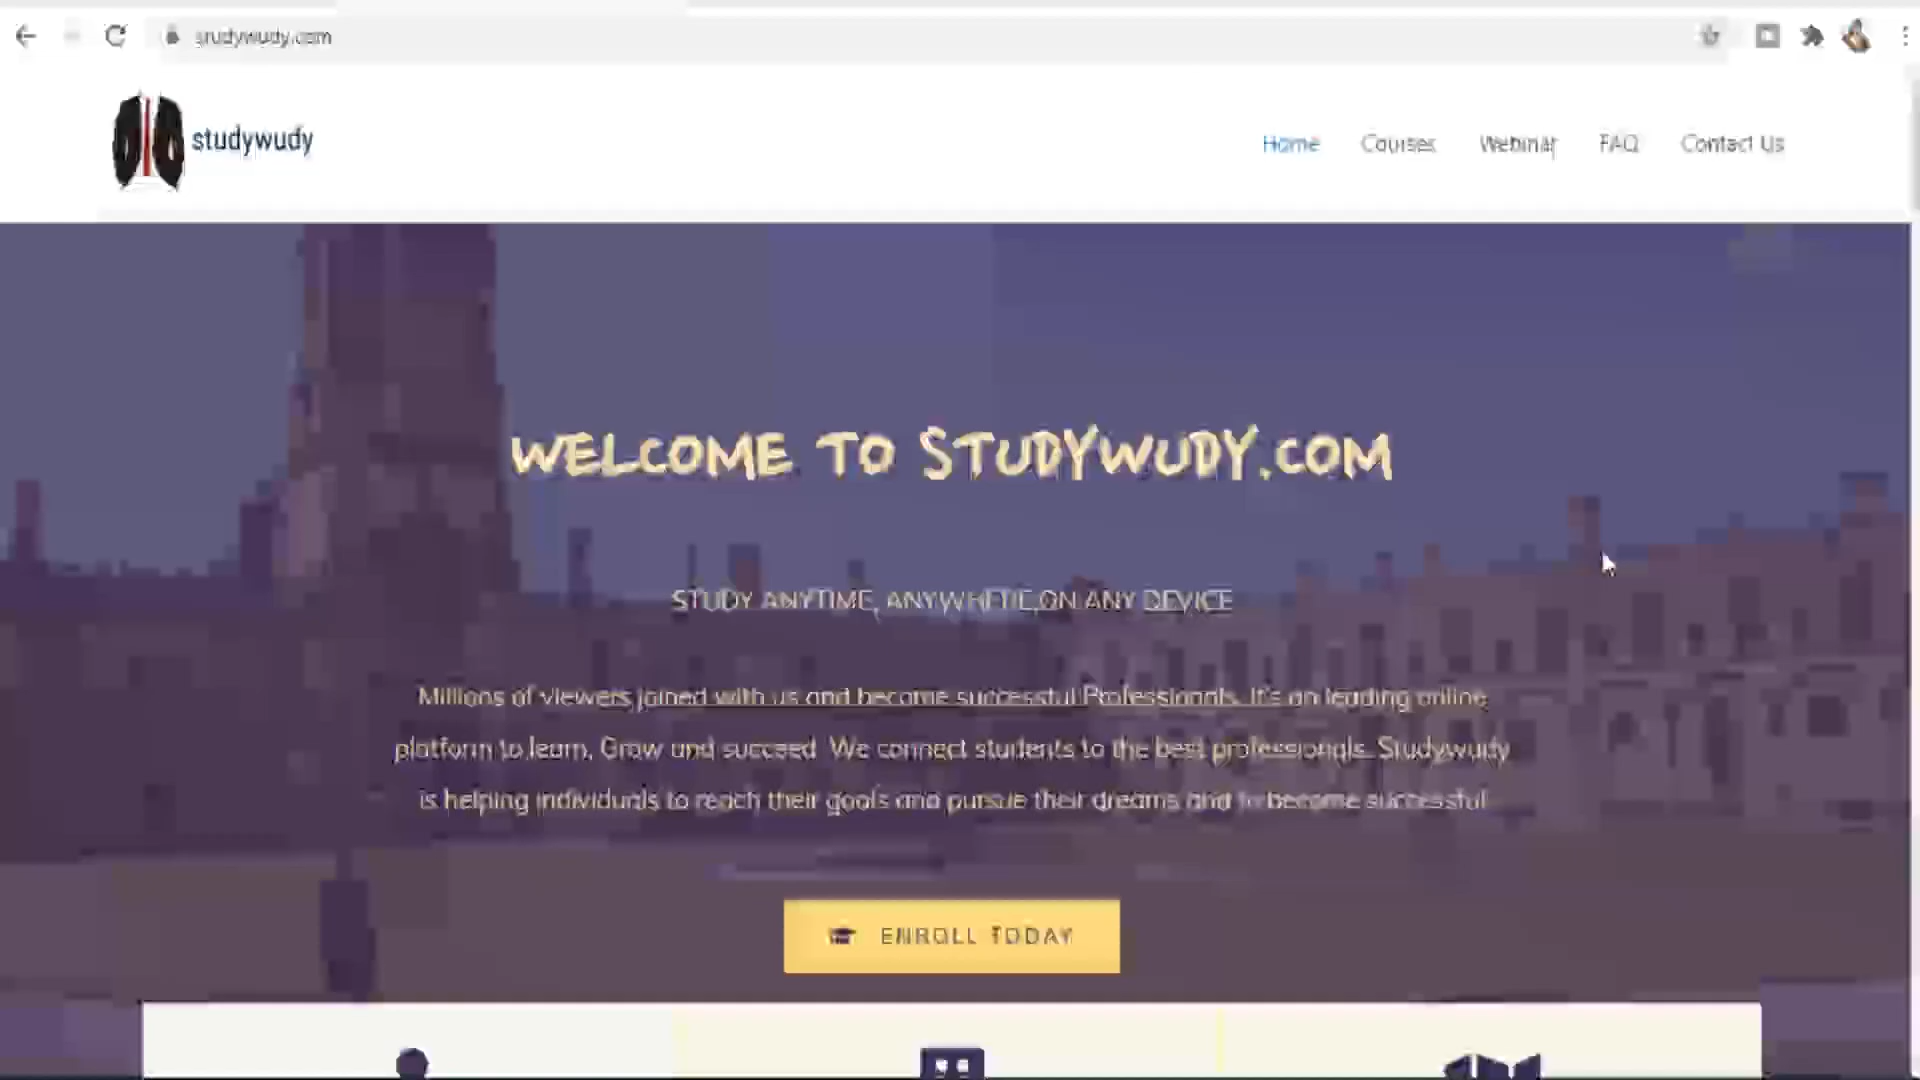 studywudy.com
studywudy
Home Courses Webinar FAQ Contact Us
WELCOME TO STUDYWUDY.COM
STUDY ANYTIME, ANYWHERE,ON ANY DEVICE
Millions of viewers joined with us and become successful Professionals. It's an leading online
platform to learn, Grow and succeed. We connect students to the best professionals. Studywudy
is helping individuals to reach their goals and pursue their dreams and to become successful
ENROLL TODAY